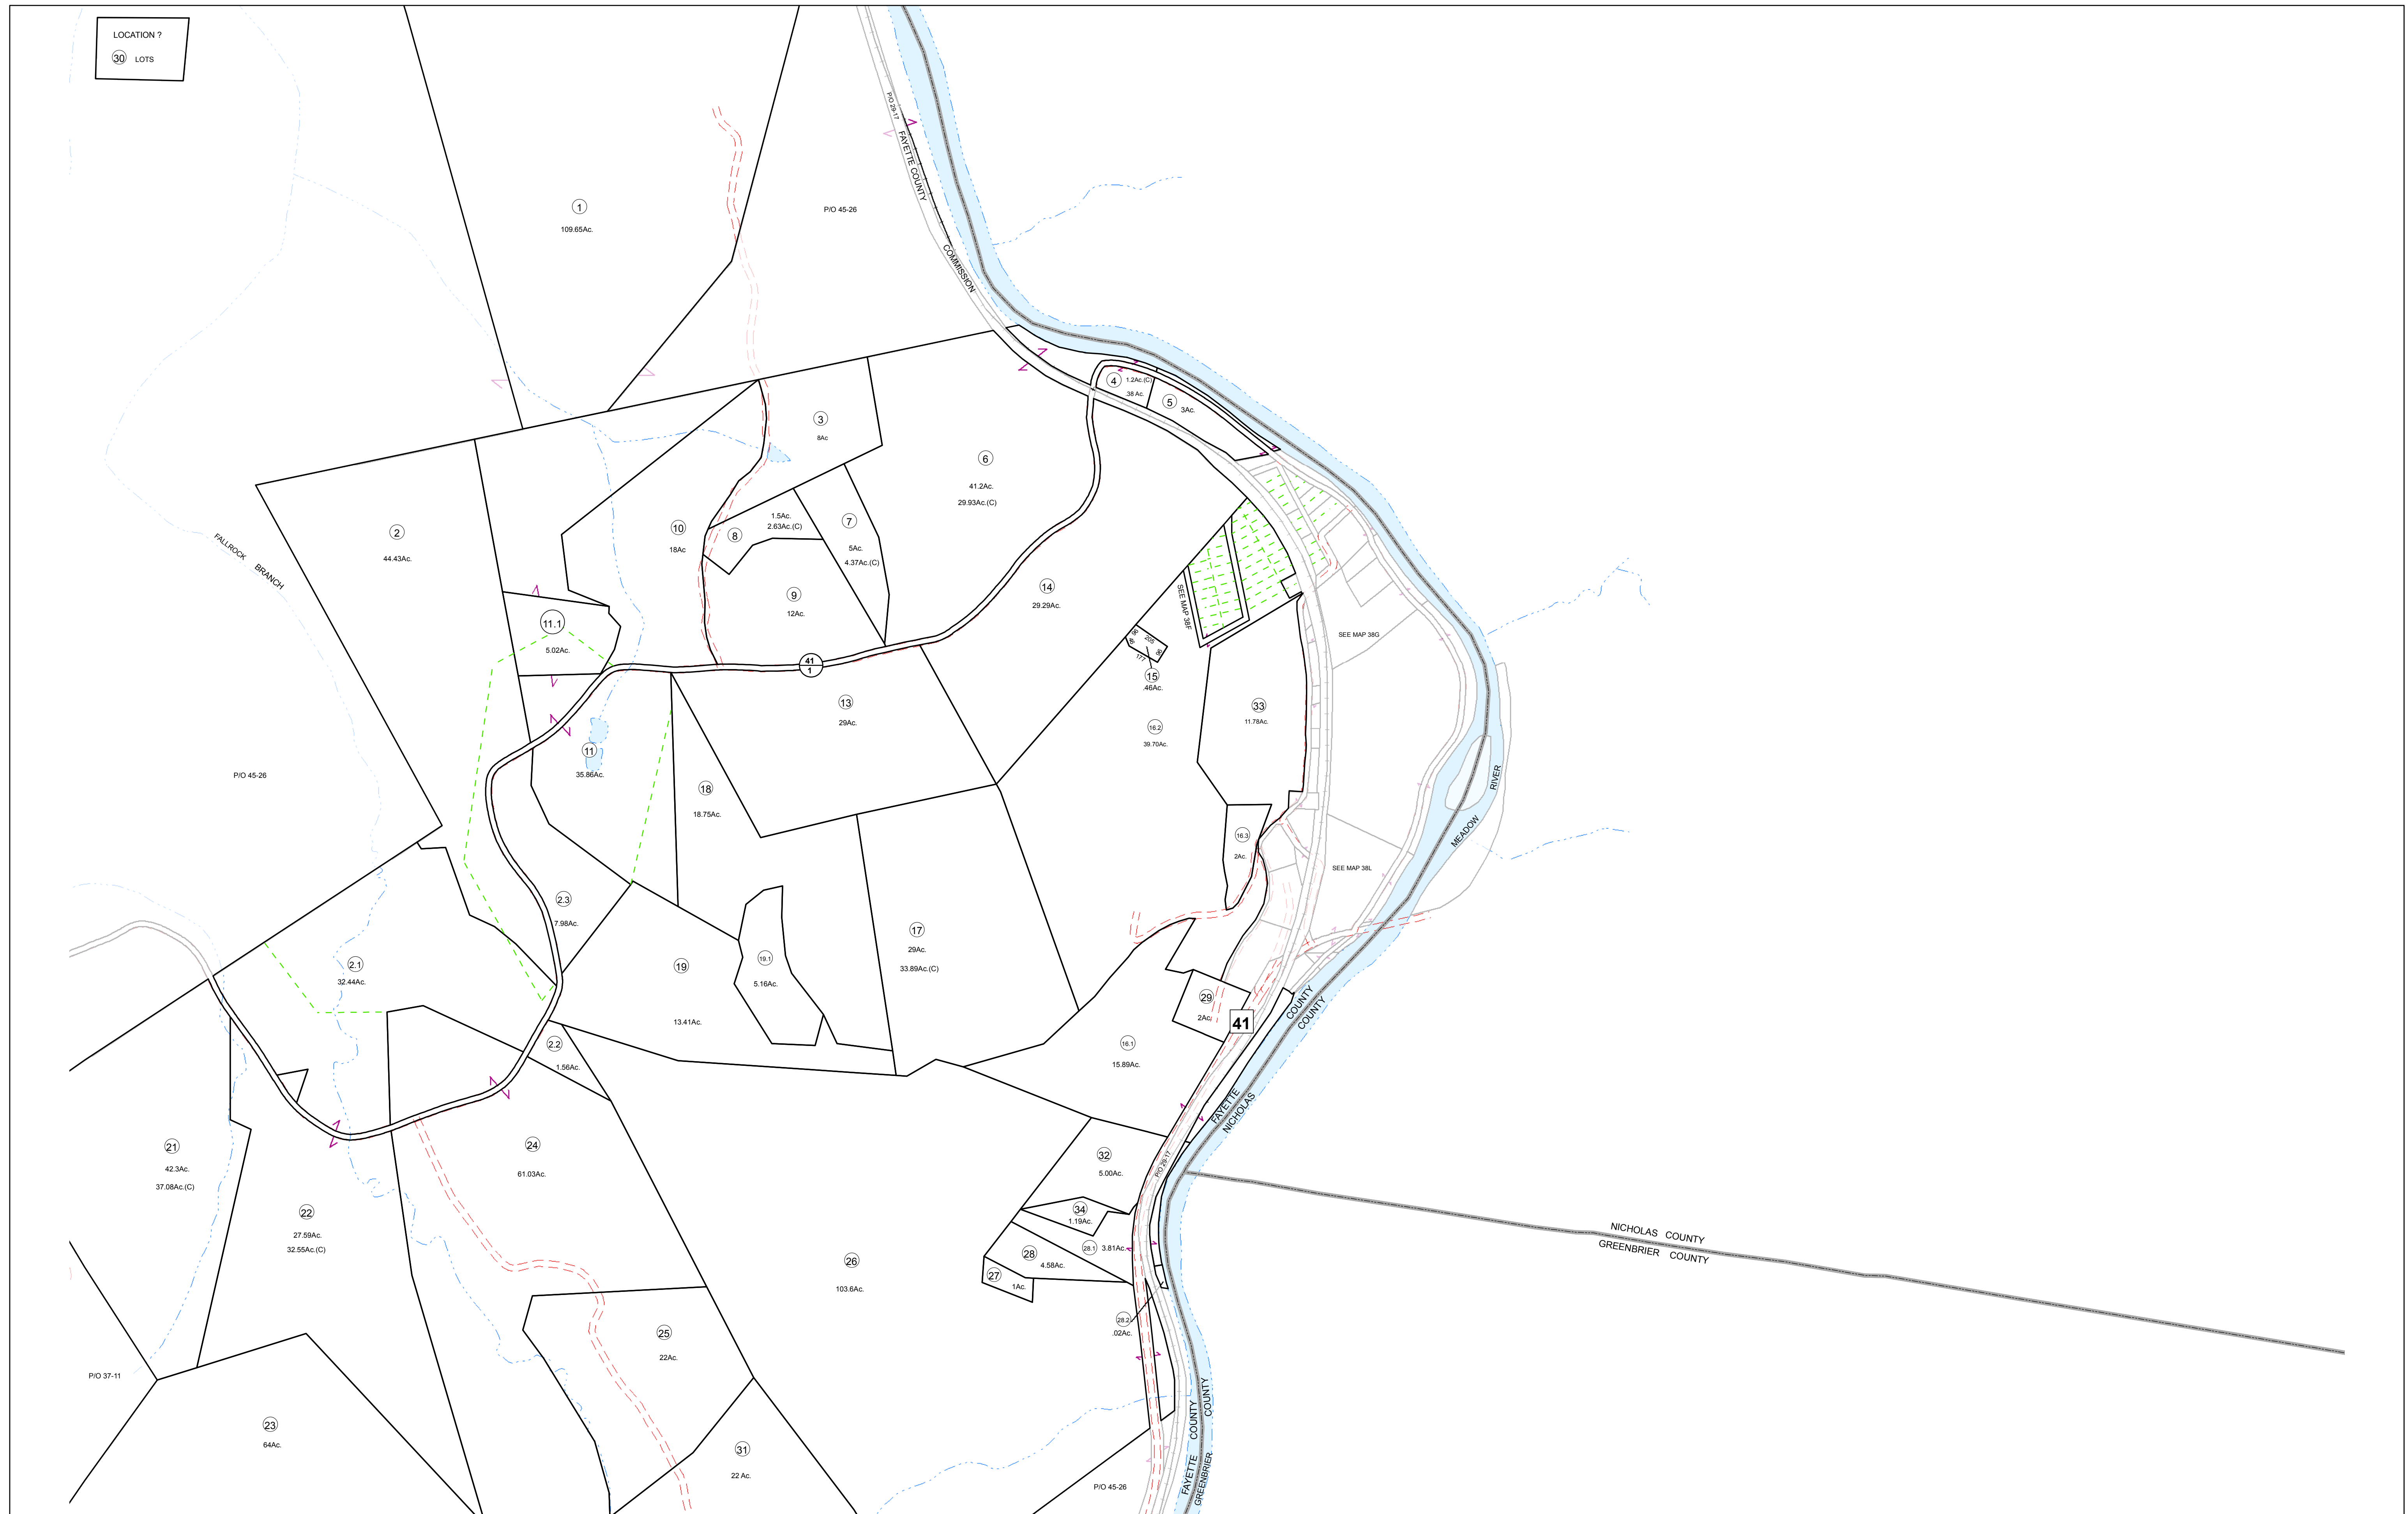 LOCATION ?
30 LOTS
P/O 29-17
FAYETTE COUNTY
COMMISSION
1
109.65Ac.
P/O 45-26
4 1.2Ac.(C)
.38 Ac.
5 3Ac.
3
8Ac
6
41.2Ac.
29.93Ac.(C)
2
44.43Ac.
FALLROCK
BRANCH
10
18Ac
1.5Ac.
2.63Ac.(C)
8
7
5Ac.
4.37Ac.(C)
9
12Ac.
14
29.29Ac.
SEE MAP 38F
SEE MAP 38G
11.1
5.02Ac.
41
1
96
205
46
177
96
15
.46Ac.
13
29Ac.
16.2
39.70Ac.
33
11.78Ac.
11
35.86Ac.
P/O 45-26
18
18.75Ac.
RIVER
MEADOW
16.3
2Ac.
SEE MAP 38L
2.3
7.98Ac.
17
29Ac.
33.89Ac.(C)
2.1
32.44Ac.
19
13.41Ac.
19.1
5.16Ac.
29
2Ac.
41
COUNTY
COUNTY
2.2
1.56Ac.
16.1
15.89Ac.
FAYETTE
NICHOLAS
21
42.3Ac.
37.08Ac.(C)
24
61.03Ac.
32
5.00Ac.
P/O 29-17
22
27.59Ac.
32.55Ac.(C)
34
1.19Ac.
28.1 3.81Ac.
28
4.58Ac.
27
1Ac.
NICHOLAS COUNTY
GREENBRIER COUNTY
26
103.6Ac.
28.2
.02Ac.
25
22Ac.
P/O 37-11
23
64Ac.
31
22 Ac.
P/O 45-26
FAYETTE COUNTY
GREENBRIER COUNTY